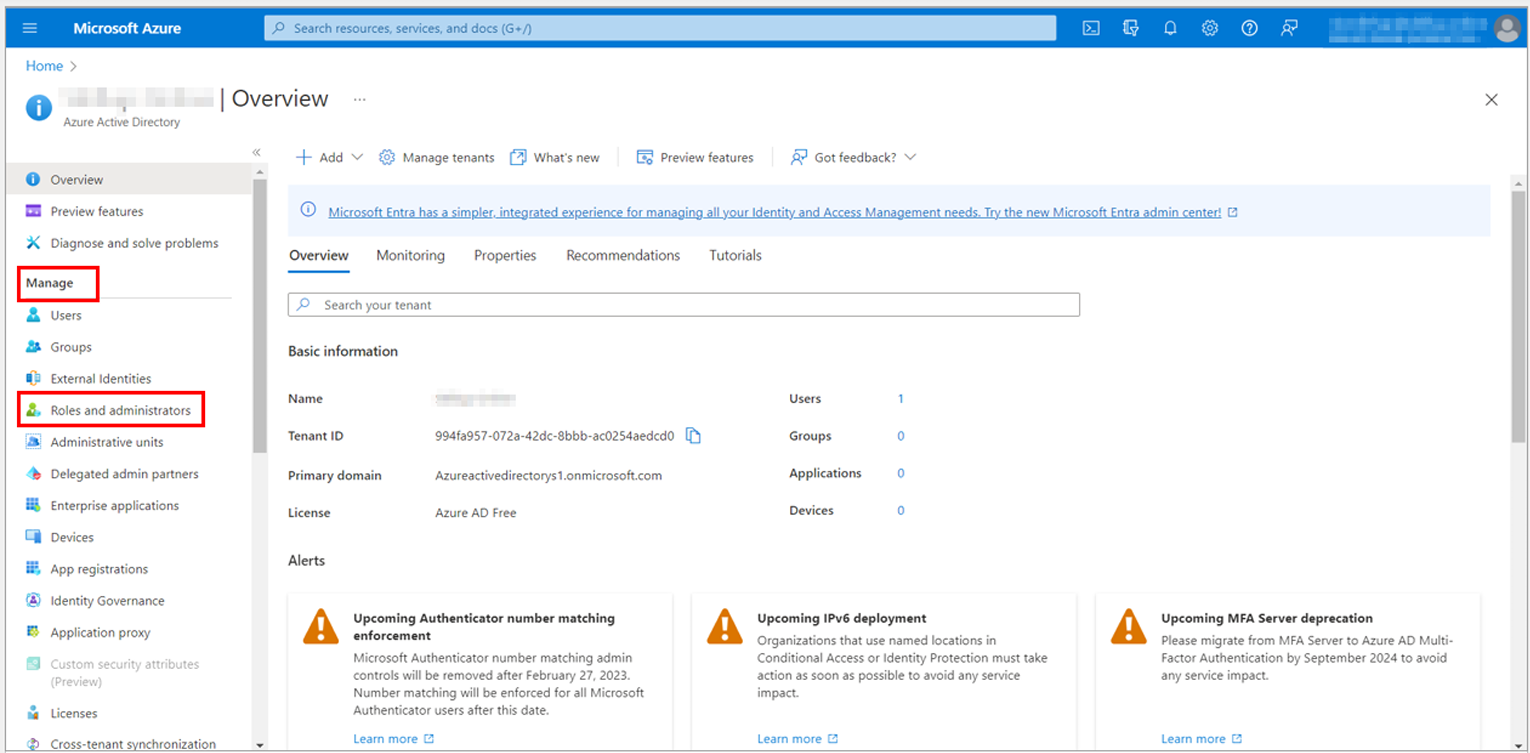 Microsoft Azure
Search resources, services, and docs (G+/)
Home >
| Overview ...
Azure Active Directory
«
Add
Manage tenants
What's new
Preview features
Got feedback?
Overview
Preview features
Diagnose and solve problems
Manage
Users
Groups
External Identities
Roles and administrators
Administrative units
Delegated admin partners
Enterprise applications
Devices
App registrations
Identity Governance
Application proxy
Custom security attributes
(Preview)
Licenses
Cross-tenant synchronization
Microsoft Entra has a simpler, integrated experience for managing all your Identity and Access Management needs. Try the new Microsoft Entra admin center!
Overview
Monitoring
Properties
Recommendations
Tutorials
Search your tenant
Basic information
Name
Users 1
Tenant ID 994fa957-072a-42dc-8bbb-ac0254aedcd0
Groups 0
Primary domain Azureactivedirectorys1.onmicrosoft.com
Applications 0
License Azure AD Free
Devices 0
Alerts
Upcoming Authenticator number matching
enforcement
Microsoft Authenticator number matching admin
controls will be removed after February 27, 2023.
Number matching will be enforced for all Microsoft
Authenticator users after this date.
Learn more
Upcoming IPv6 deployment
Organizations that use named locations in
Conditional Access or Identity Protection must take
action as soon as possible to avoid any service
impact.
Learn more
Upcoming MFA Server deprecation
Please migrate from MFA Server to Azure AD Multi-
Factor Authentication by September 2024 to avoid
any service impact.
Learn more